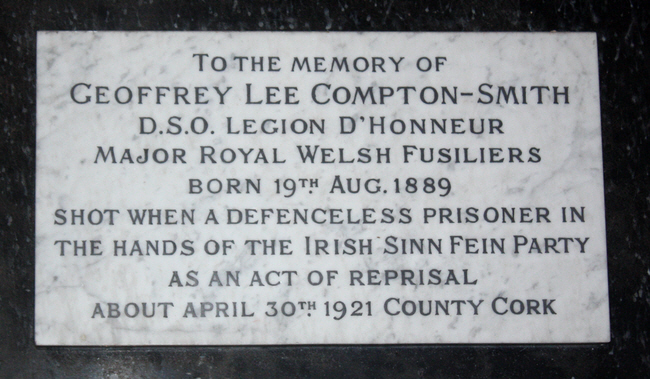 To the memory of
Geoffrey Lee Compton-Smith
D.S.O. Legion D'Honneur
Major Royal Welsh Fusiliers
born 19th Aug. 1889
shot when a defenceless prisoner in
the hands of the Irish Sinn Fein Party
as an act of reprisal
about April 30th 1921 County Cork